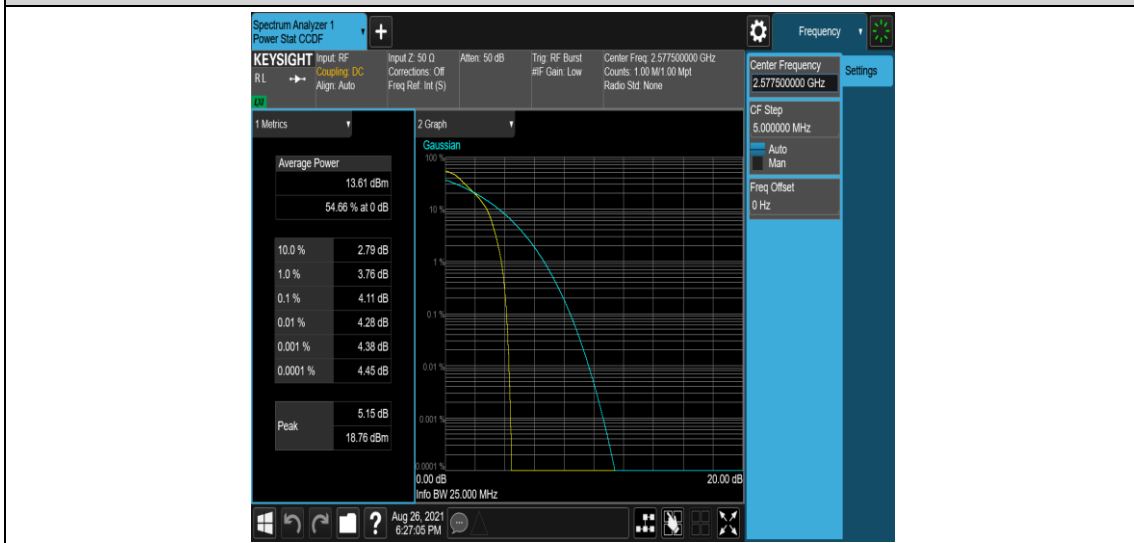 Spectrum Analyzer 1
Power Stat CCDF
+
Frequency
KEYSIGHT
RL
LXI
Input: RF
Coupling: DC
Align: Auto
Input Z: 50 Ω
Corrections: Off
Freq Ref: Int (S)
Atten: 50 dB
Trig: RF Burst
#IF Gain: Low
Center Freq: 2.577500000 GHz
Counts: 1.00 M/1.00 Mpt
Radio Std: None
Center Frequency
2.577500000 GHz
Settings
CF Step
5.000000 MHz
Auto
Man
Freq Offset
0 Hz
1 Metrics
Average Power
13.61 dBm
54.66 % at 0 dB
10.0 % 2.79 dB
1.0 % 3.76 dB
0.1 % 4.11 dB
0.01 % 4.28 dB
0.001 % 4.38 dB
0.0001 % 4.45 dB
Peak
5.15 dB
18.76 dBm
2 Graph
Gaussian
100 %
10 %
1 %
0.1 %
0.01 %
0.001 %
0.0001 %
0.00 dB 20.00 dB
Info BW 25.000 MHz
?
Aug 26, 2021
6:27:05 PM